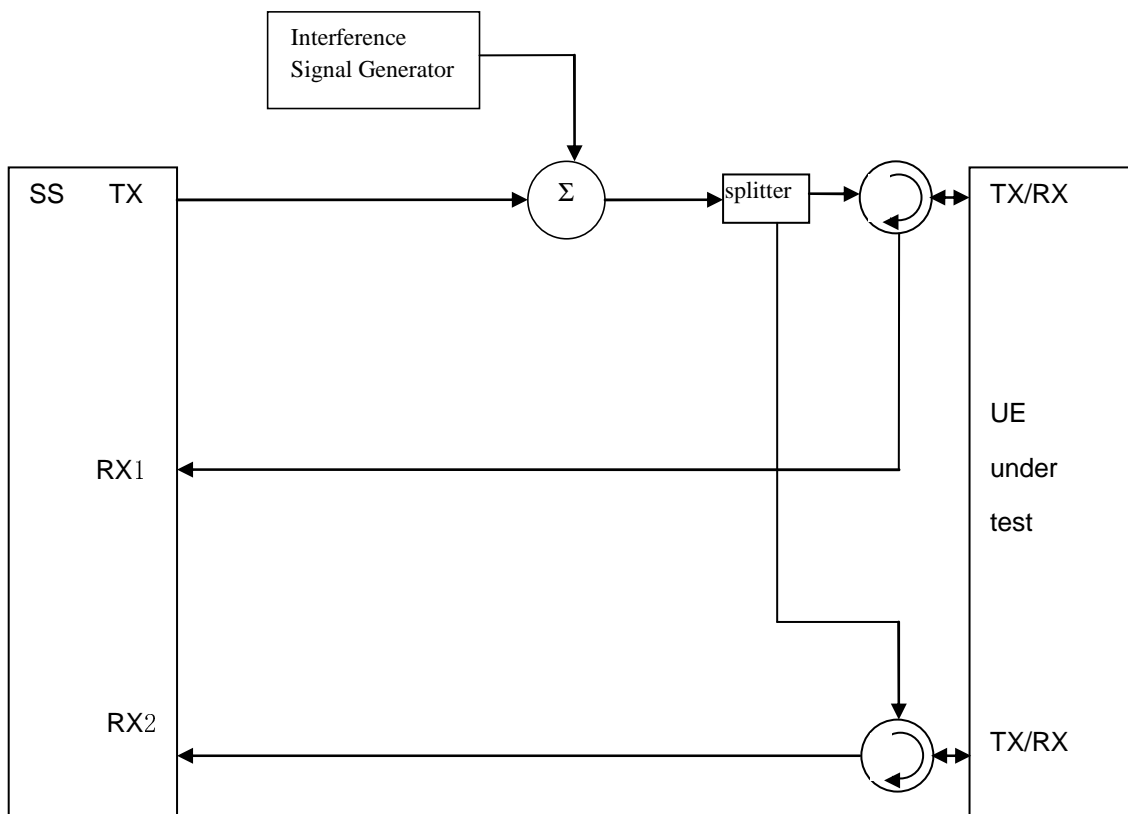 Interference
Signal Generator
SS TX
Σ
splitter
TX/RX
RX1
UE
under
test
RX2
TX/RX